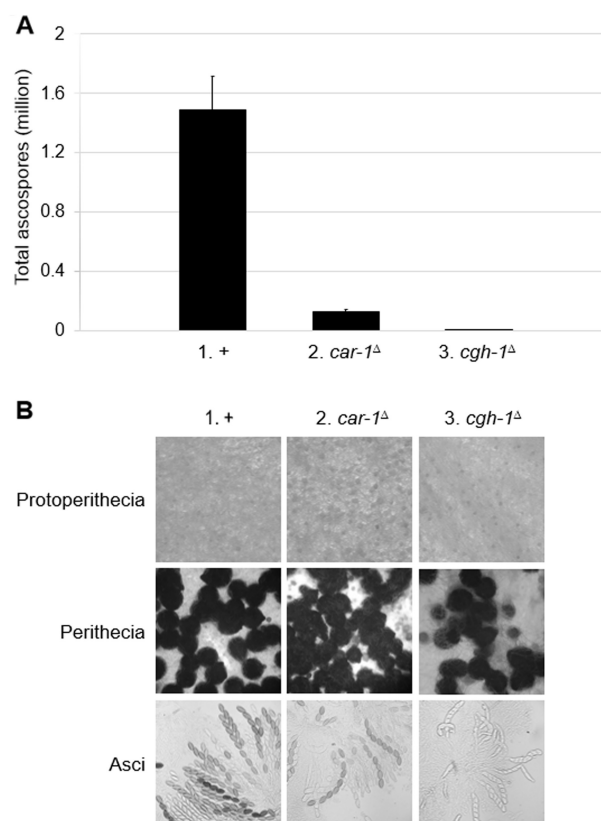 A
Total ascospores (million)
2
1.6
1.2
0.8
0.4
0
1. + 2. car-1Δ 3. cgh-1Δ
B
1. + 2. car-1Δ 3. cgh-1Δ
Protoperithecia
Perithecia
Asci